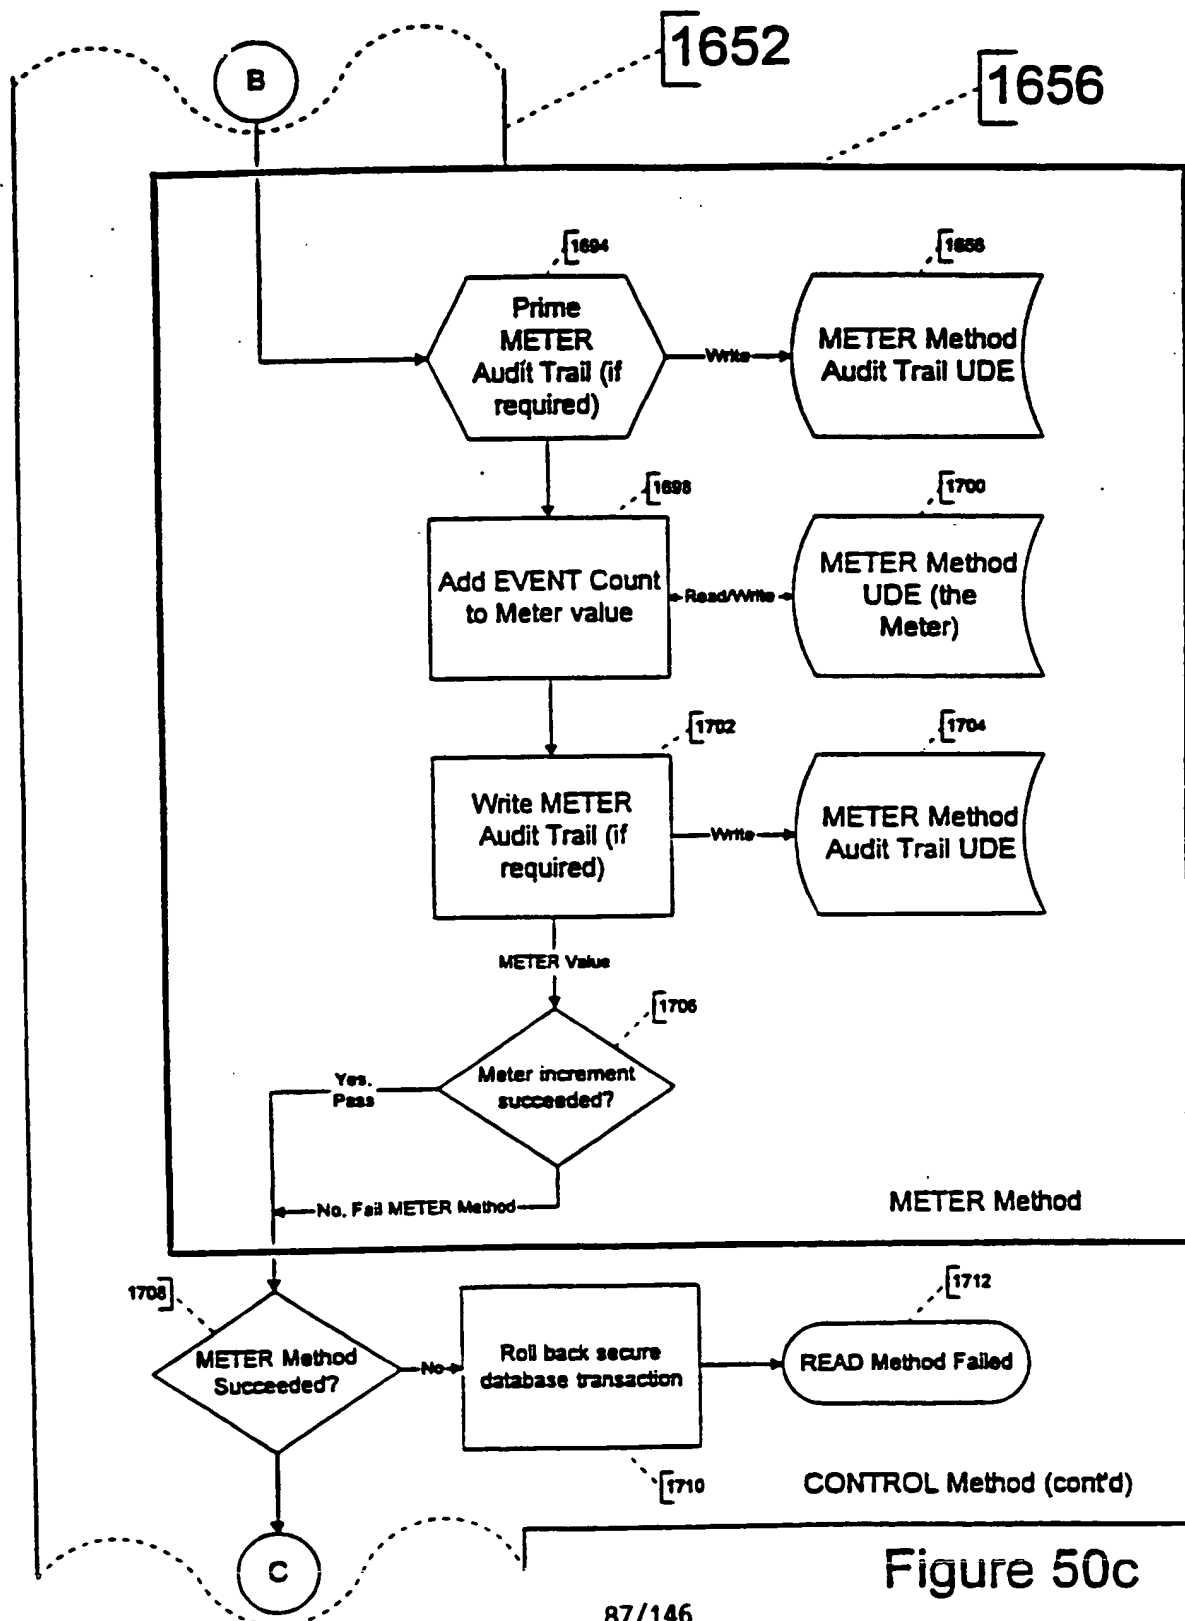 1652
B
1656
1694
1656
Prime
METER
Audit Trail (if
required)
Write
METER Method
Audit Trail UDE
1698
1700
Add EVENT Count
to Meter value
Read/Write
METER Method
UDE (the
Meter)
1702
1704
Write METER
Audit Trail (if
required)
Write
METER Method
Audit Trail UDE
METER Value
1706
Yes.
Pass
Meter increment
succeeded?
No. Fail METER Method
METER Method
1708
1712
METER Method
Succeeded?
No
Roll back secure
database transaction
READ Method Failed
1710
CONTROL Method (cont'd)
C
Figure 50c
87/146